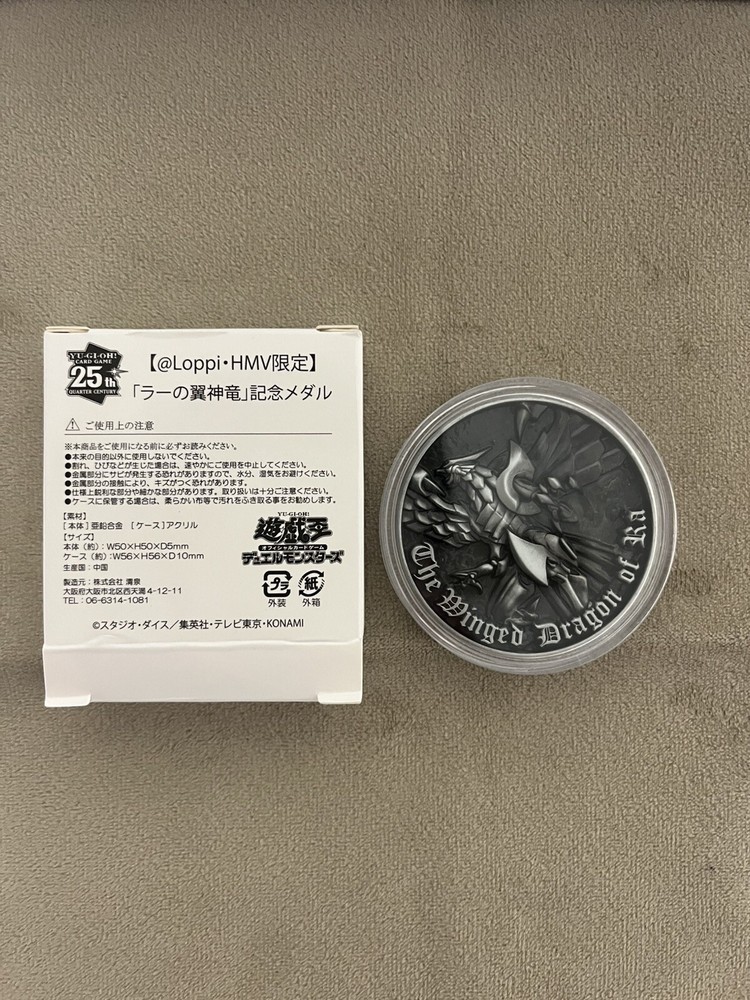 YU-GI-OH!
CARD GAME
25th
QUARTER CENTURY
【@Loppi・HMV限定】
「ラーの翼神竜」記念メダル
ご使用上の注意
※本商品をご使用になる前に必ずお読みください。
●本来の目的以外に使用しないでください。
●割れ、ひびなどが生じた場合は、速やかにご使用を中止してください。
●金属部分にサビが発生する恐れがありますので、水分、湿気をお避けください。
●金属部分の接触により、キズがつく恐れがあります。
●仕様上鋭利な部分や細かな部分があります。取り扱いは十分ご注意ください。
●ケースに保管する場合は、柔らかい布等で汚れをふき取る事をお勧めします。
【素材】
[本体]亜鉛合金 [ケース]アクリル
[サイズ]
本体(約):W50×H50×D5mm
ケース(約):W56×H56×D10mm
生産国:中国
製造元:株式会社 清泉
大阪府大阪市北区西天満4-12-11
TEL:06-6314-1081
YU-GI-OH!
遊戯王
オフィシャルカードゲーム
デュエルモンスターズ
プラ
外装
紙
外箱
©スタジオ・ダイス/集英社・テレビ東京・KONAMI
The Winged Dragon of Ra